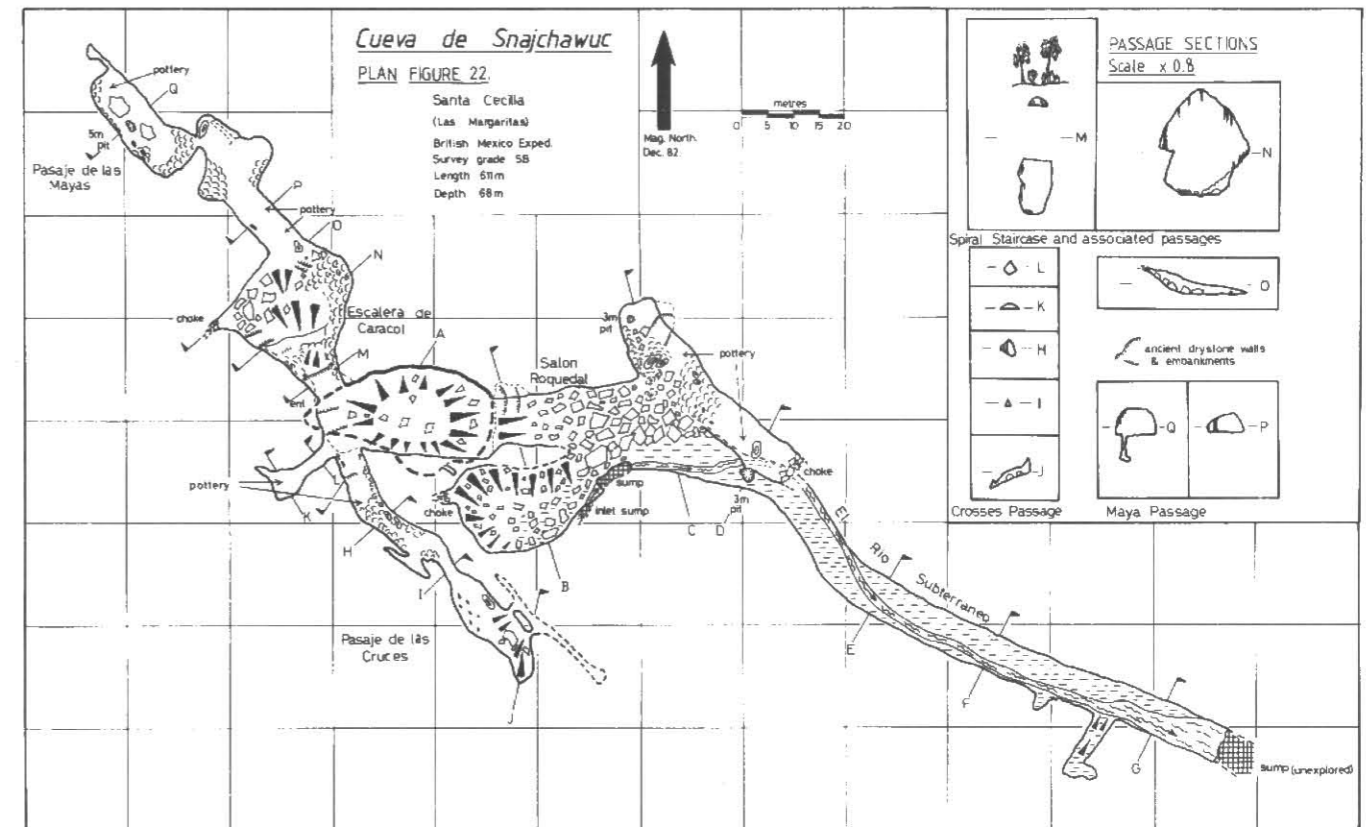 Cueva de Snajchawuc
PLAN FIGURE 22.
Santa Cecilia
(Las Margaritas)
British Mexico Exped.
Survey grade 5B
Length 611m
Depth 68m
Mag. North.
Dec. 82.
metres
0 5 10 15 20
PASSAGE SECTIONS
Scale x 0.8
M
N
Spiral Staircase and associated passages
L
K
H
I
J
Crosses Passage
O
ancient drystone walls
& embankments
Q
P
Maya Passage
pottery
Q
5m
pit
Pasaje de las
Mayas
P
pottery
O
N
choke
Escalera de
Caracol
M
A
ent
Salon
Roquedal
3m
pit
pottery
pottery
L
K
H
I
J
Pasaje de las
Cruces
choke
sump
inlet sump
B
C
D
3m
pit
choke
EL
Rio
Subterraneo
E
F
G
sump (unexplored)